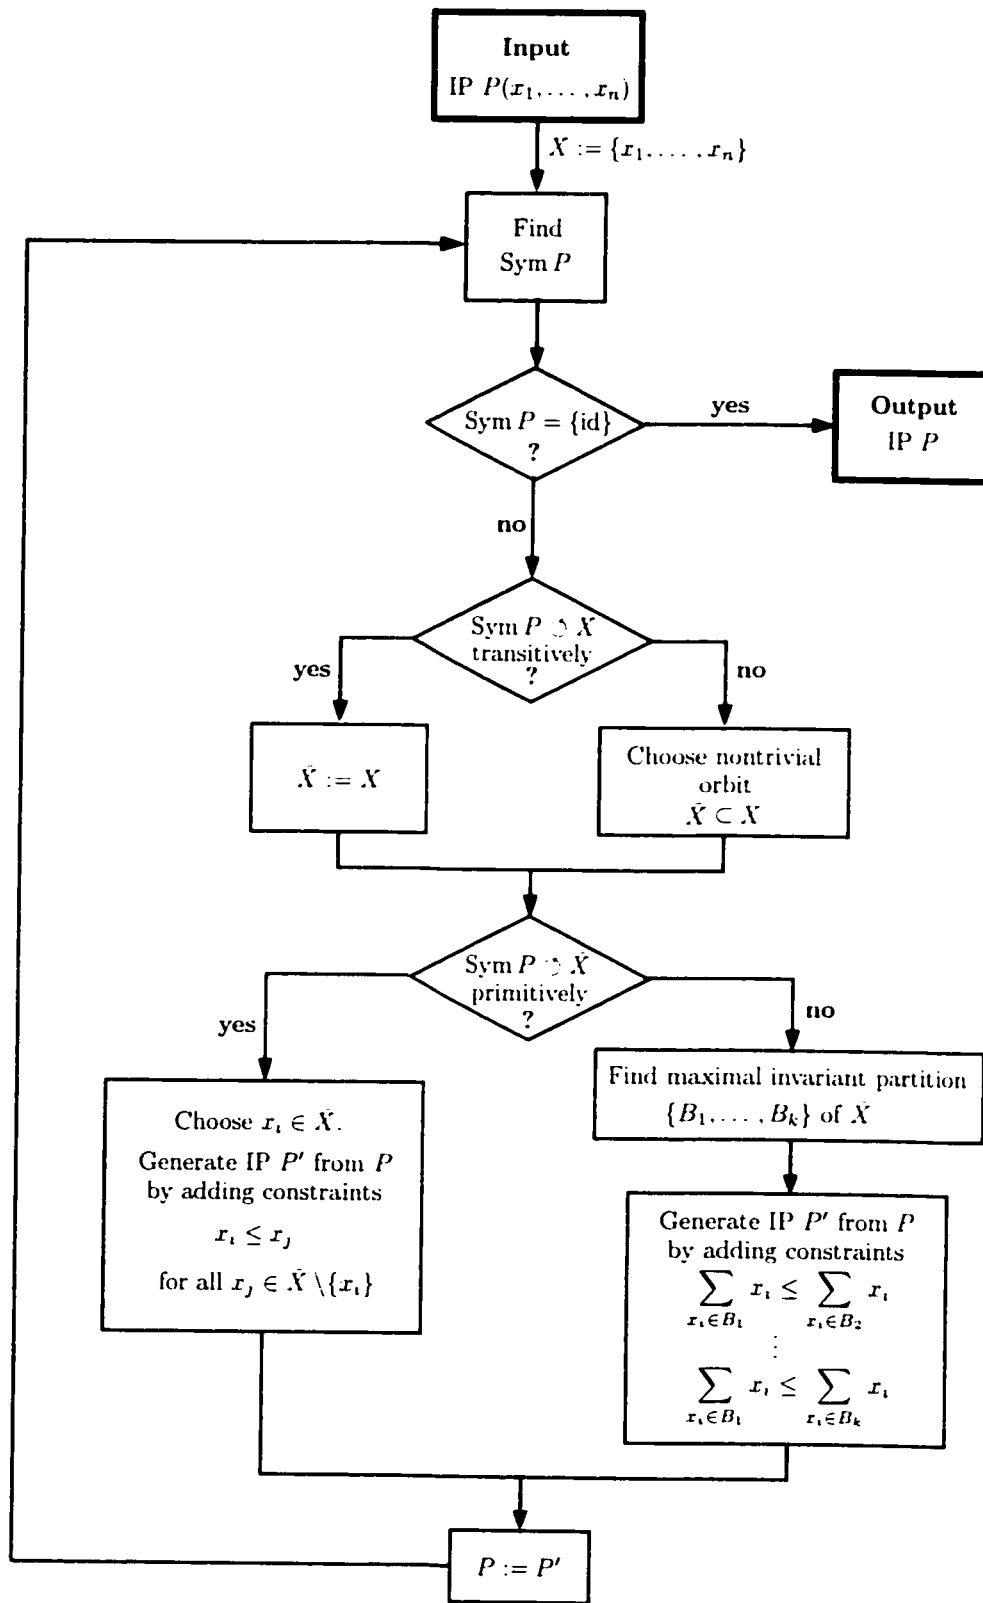 Input
IP P(x₁, . . . , xₙ)
X := {x₁, . . . , xₙ}
Find
Sym P
Sym P = {id}
?
yes
Output
IP P
no
Sym P ↻ X
transitively
?
yes
no
X̃ := X
Choose nontrivial
orbit
X̃ ⊂ X
Sym P ↻ X̃
primitively
?
yes
no
Choose xᵢ ∈ X̃.
Generate IP P′ from P
by adding constraints
xᵢ ≤ xⱼ
for all xⱼ ∈ X̃ \{xᵢ}
Find maximal invariant partition
{B₁, . . . , Bₖ} of X̃
Generate IP P′ from P
by adding constraints
∑ xᵢ ≤ ∑ xᵢ
xᵢ∈B₁ xᵢ∈B₂
⋮
∑ xᵢ ≤ ∑ xᵢ
xᵢ∈B₁ xᵢ∈Bₖ
P := P′